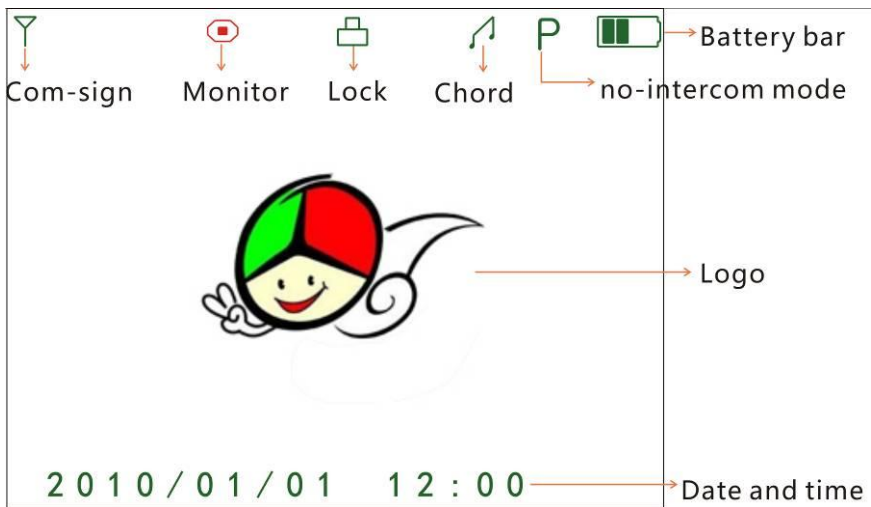 P
Battery bar
Com-sign Monitor Lock Chord no-intercom mode
Logo
2010/01/01 12:00
Date and time